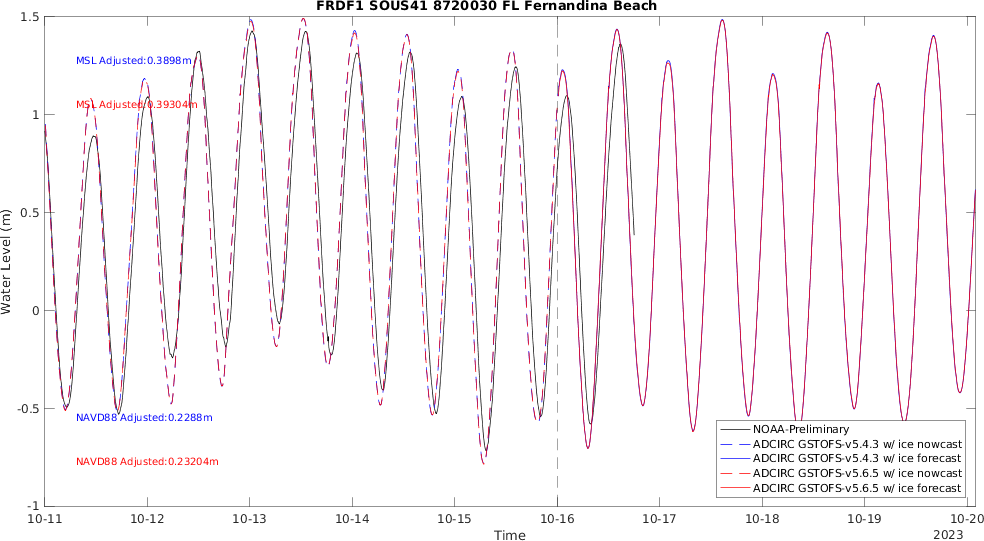 FRDF1 SOUS41 8720030 FL Fernandina Beach
1.5
MSL Adjusted:0.3898m
MSL Adjusted:0.39304m
1
0.5
Water Level (m)
0
-0.5
NAVD88 Adjusted:0.2288m
NAVD88 Adjusted:0.23204m
-1
NOAA-Preliminary
ADCIRC GSTOFS-v5.4.3 w/ ice nowcast
ADCIRC GSTOFS-v5.4.3 w/ ice forecast
ADCIRC GSTOFS-v5.6.5 w/ ice nowcast
ADCIRC GSTOFS-v5.6.5 w/ ice forecast
10-11 10-12 10-13 10-14 10-15 10-16 10-17 10-18 10-19 10-20
Time
2023